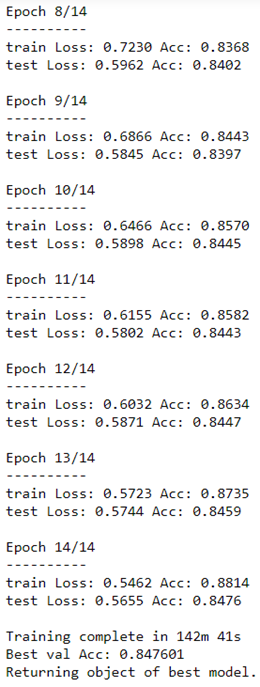 Epoch 8/14
----------
train Loss: 0.7230 Acc: 0.8368
test Loss: 0.5962 Acc: 0.8402
Epoch 9/14
----------
train Loss: 0.6866 Acc: 0.8443
test Loss: 0.5845 Acc: 0.8397
Epoch 10/14
----------
train Loss: 0.6466 Acc: 0.8570
test Loss: 0.5898 Acc: 0.8445
Epoch 11/14
----------
train Loss: 0.6155 Acc: 0.8582
test Loss: 0.5802 Acc: 0.8443
Epoch 12/14
----------
train Loss: 0.6032 Acc: 0.8634
test Loss: 0.5871 Acc: 0.8447
Epoch 13/14
----------
train Loss: 0.5723 Acc: 0.8735
test Loss: 0.5744 Acc: 0.8459
Epoch 14/14
----------
train Loss: 0.5462 Acc: 0.8814
test Loss: 0.5655 Acc: 0.8476
Training complete in 142m 41s
Best val Acc: 0.847601
Returning object of best model.